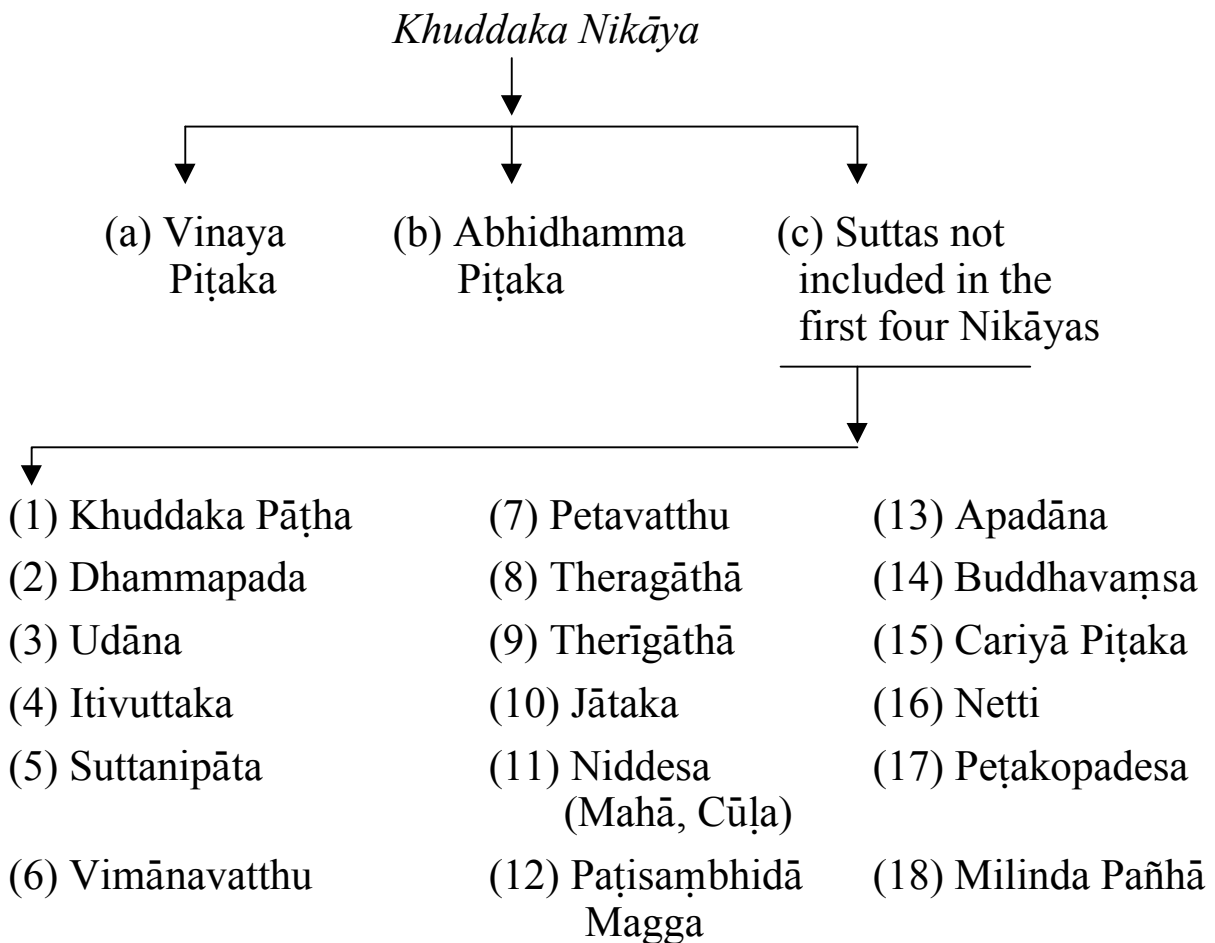 Khuddaka Nikāya
(a) Vinaya
Piṭaka
(b) Abhidhamma
Piṭaka
(c) Suttas not
included in the
first four Nikāyas
(1) Khuddaka Pāṭha
(2) Dhammapada
(3) Udāna
(4) Itivuttaka
(5) Suttanipāta
(6) Vimānavatthu
(7) Petavatthu
(8) Theragāthā
(9) Therīgāthā
(10) Jātaka
(11) Niddesa
(Mahā, Cūḷa)
(12) Paṭisaṃbhidā
Magga
(13) Apadāna
(14) Buddhavaṃsa
(15) Cariyā Piṭaka
(16) Netti
(17) Peṭakopadesa
(18) Milinda Pañhā